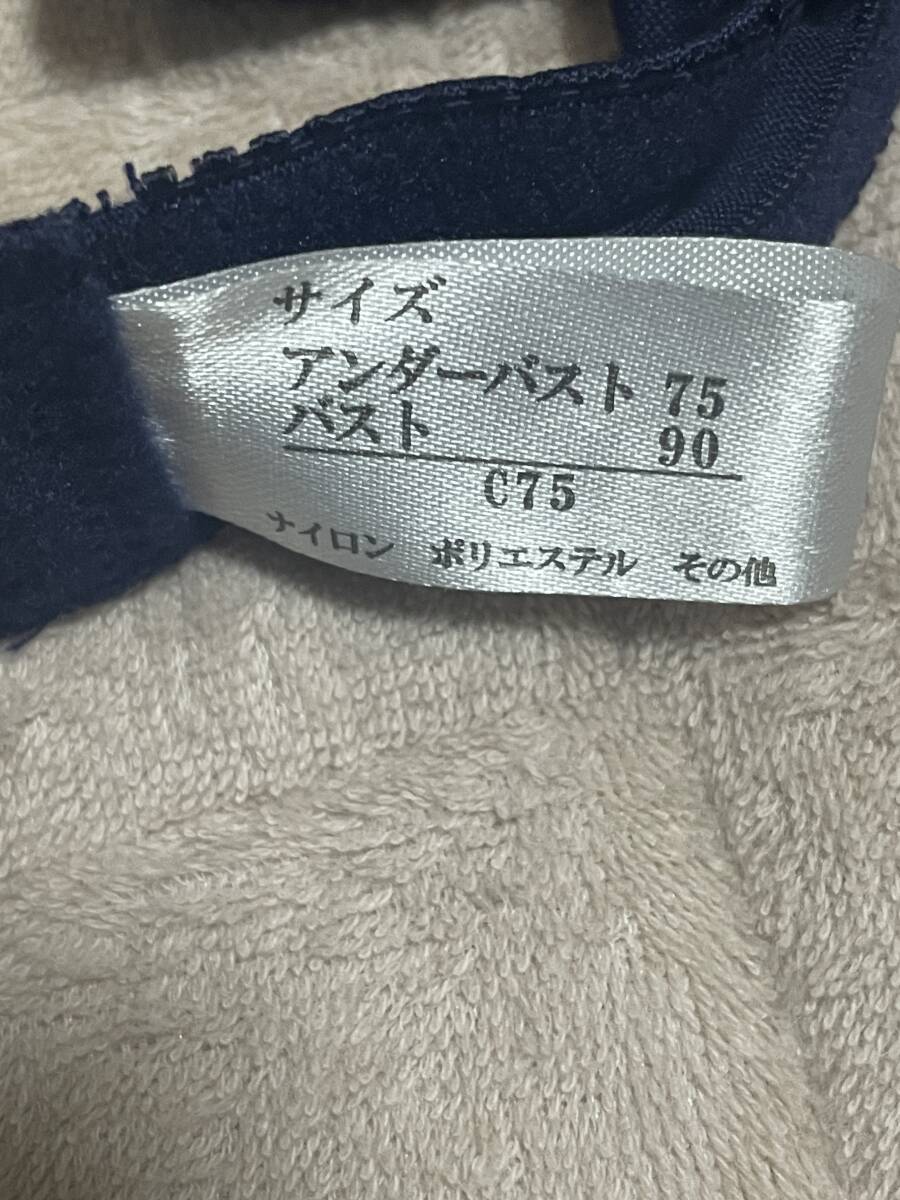 サイズ
アンダーバスト 75
バスト 90
C75
ナイロン ポリエステル その他